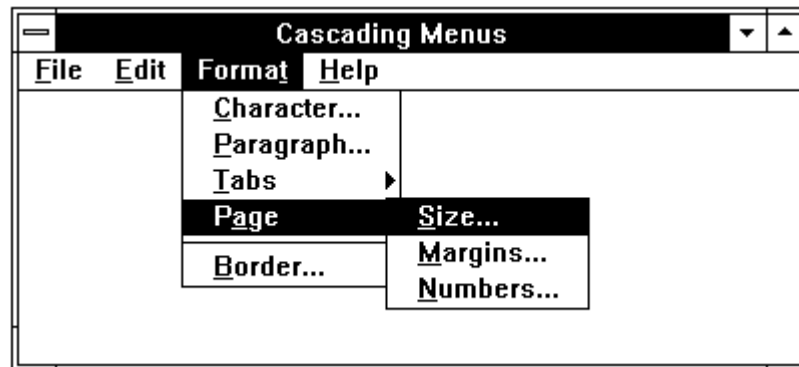 Cascading Menus
File Edit Format Help
Character...
Paragraph...
Tabs
Page Size...
Margins...
Border...
Numbers...